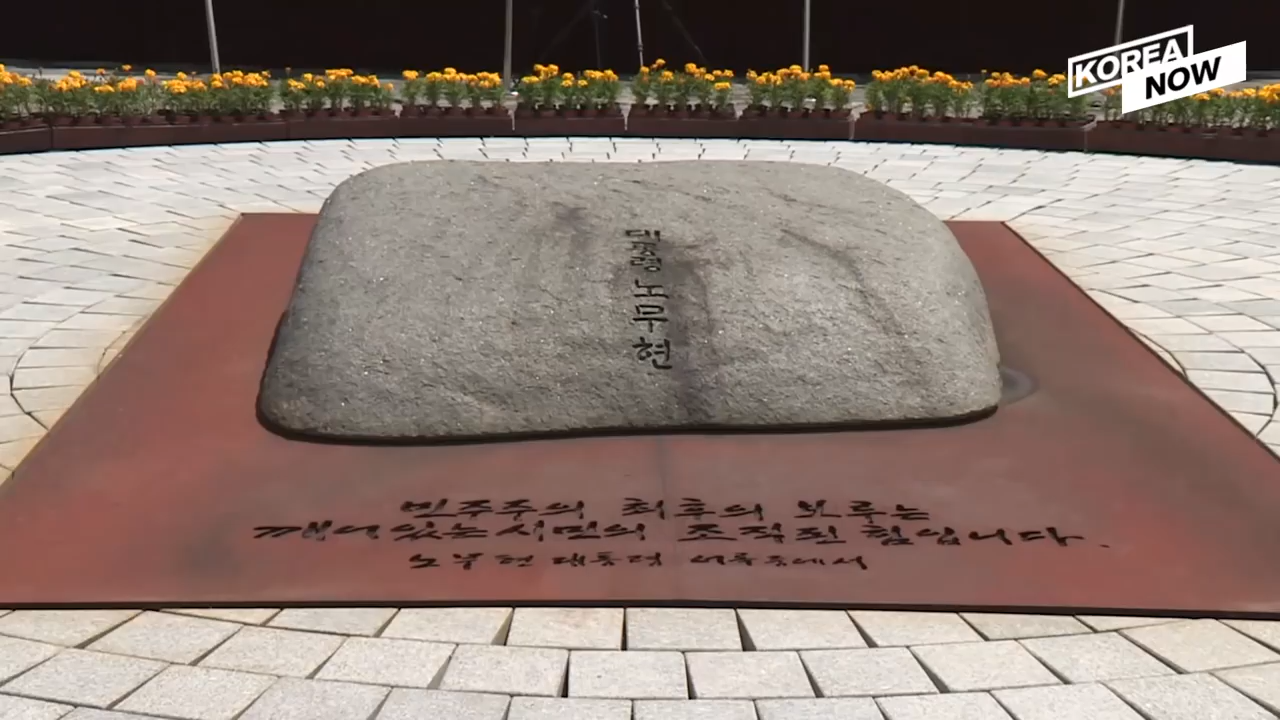 KOREA
NOW
대통령 노무현
민주주의 최후의 보루는
깨어있는 시민의 조직된 힘입니다.
노무현 대통령 어록 중에서